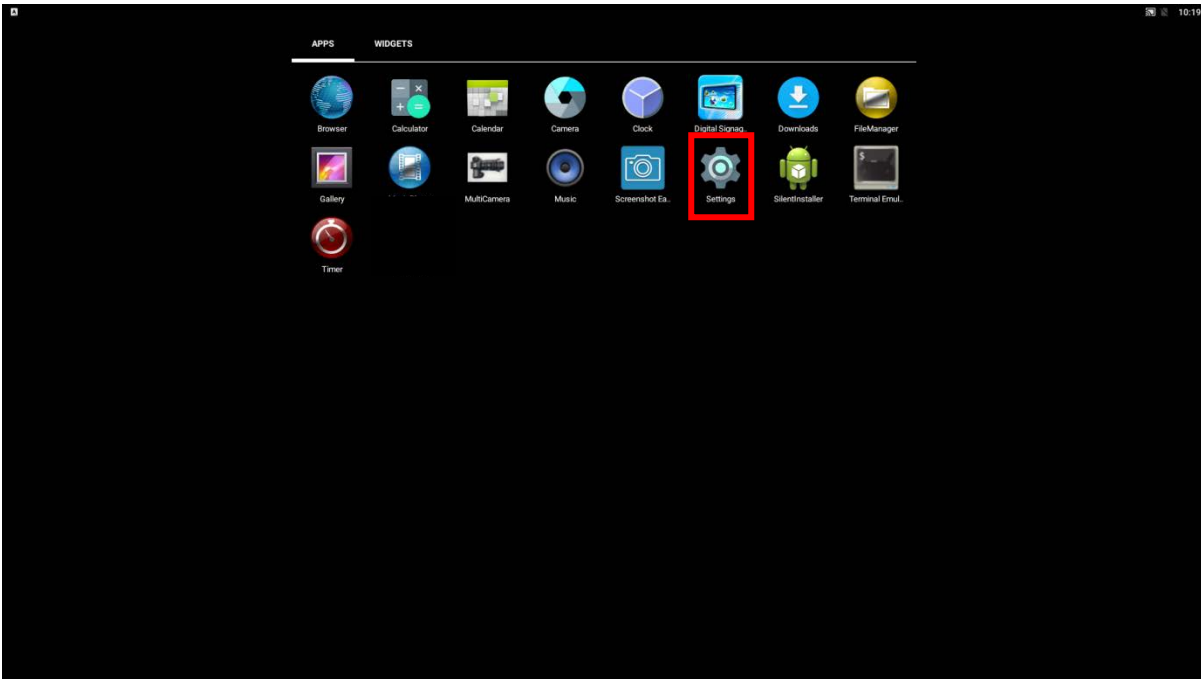 10:19
APPS WIDGETS
Browser Calculator Calendar Camera Clock Digital Signag.. Downloads FileManager
Gallery MultiCamera Music Screenshot Ea.. Settings SilentInstaller Terminal Emul..
Timer